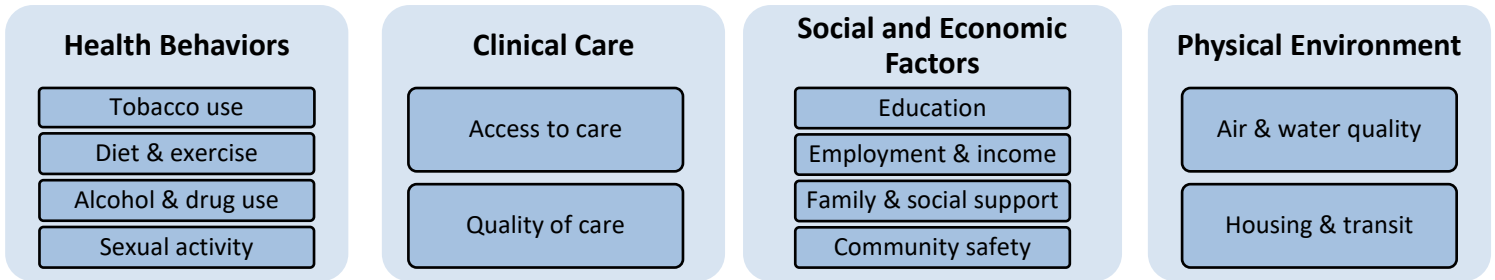 Health Behaviors
Tobacco use
Diet & exercise
Alcohol & drug use
Sexual activity
Clinical Care
Access to care
Quality of care
Social and Economic
Factors
Education
Employment & income
Family & social support
Community safety
Physical Environment
Air & water quality
Housing & transit